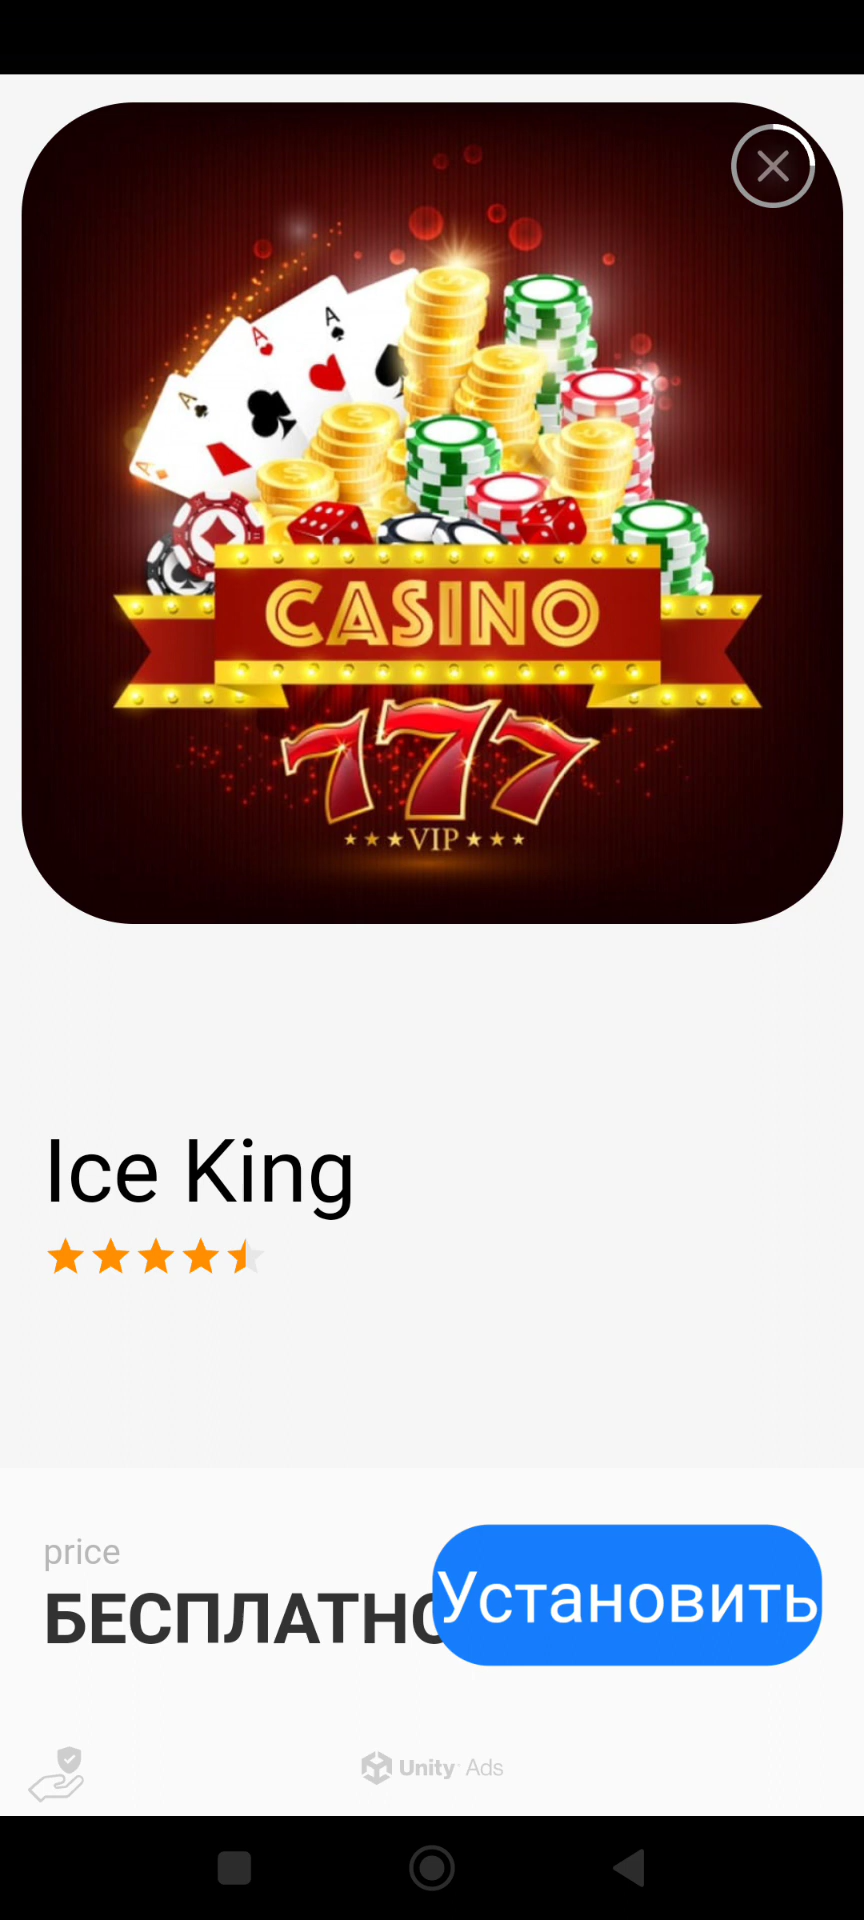 A
A
A
A
CASINO
777
VIP
Ice King
price
БЕСПЛАТНО
Установить
Unity Ads